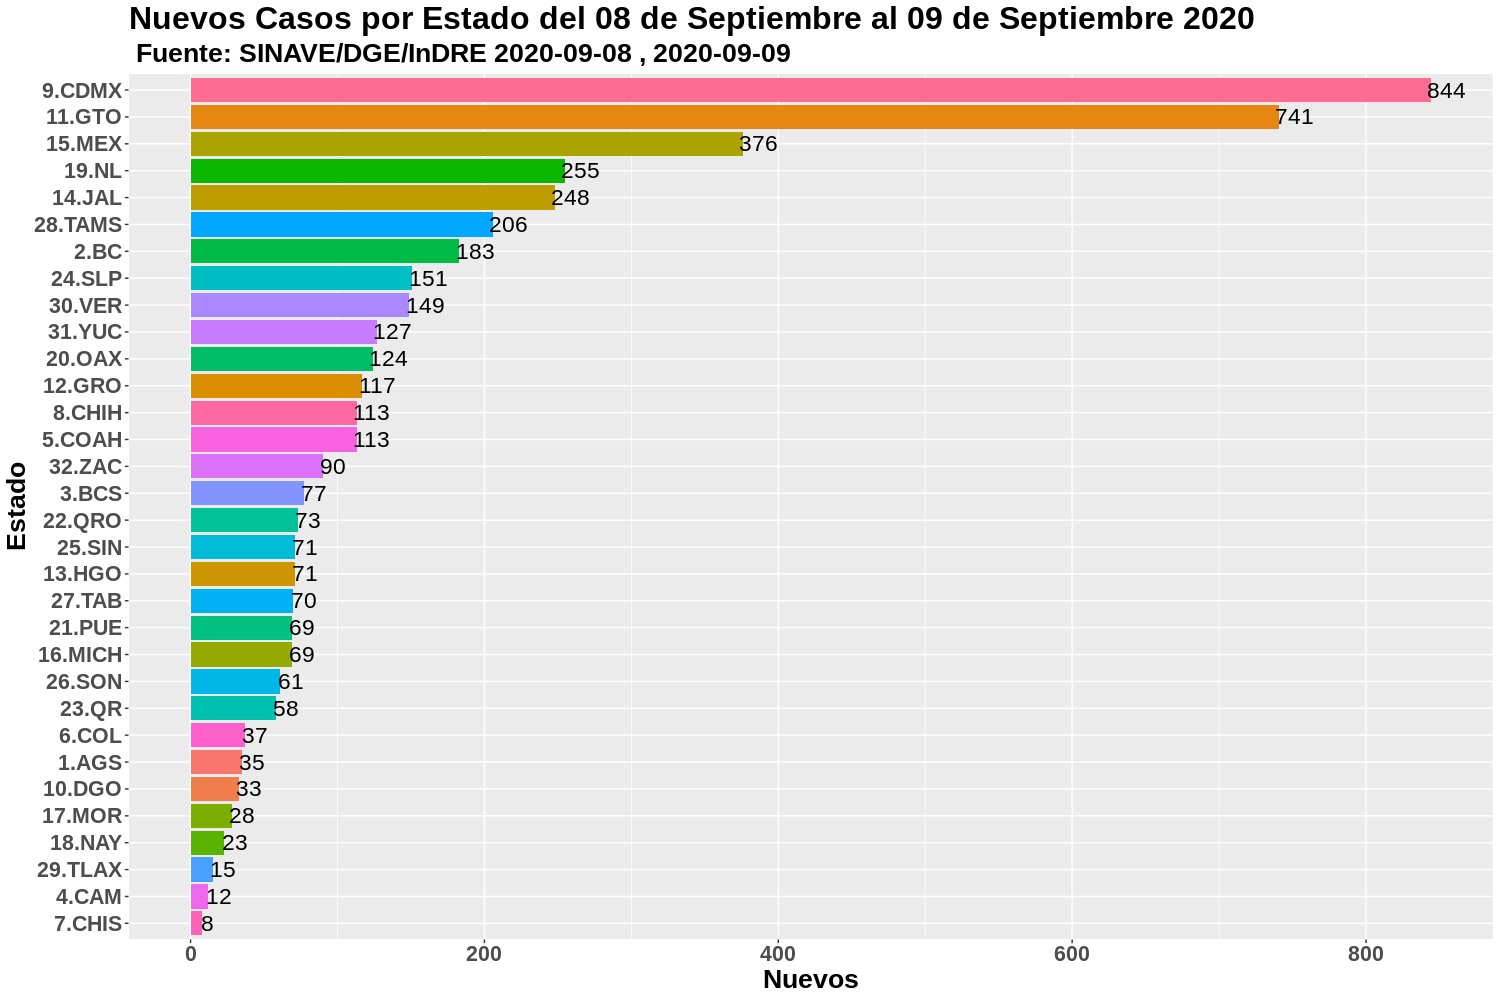 Nuevos Casos por Estado del 08 de Septiembre al 09 de Septiembre 2020
Fuente: SINAVE/DGE/InDRE 2020-09-08 , 2020-09-09
Estado
9.CDMX 844
11.GTO 741
15.MEX 376
19.NL 255
14.JAL 248
28.TAMS 206
2.BC 183
24.SLP 151
30.VER 149
31.YUC 127
20.OAX 124
12.GRO 117
8.CHIH 113
5.COAH 113
32.ZAC 90
3.BCS 77
22.QRO 73
25.SIN 71
13.HGO 71
27.TAB 70
21.PUE 69
16.MICH 69
26.SON 61
23.QR 58
6.COL 37
1.AGS 35
10.DGO 33
17.MOR 28
18.NAY 23
29.TLAX 15
4.CAM 12
7.CHIS 8
0 200 400 600 800
Nuevos